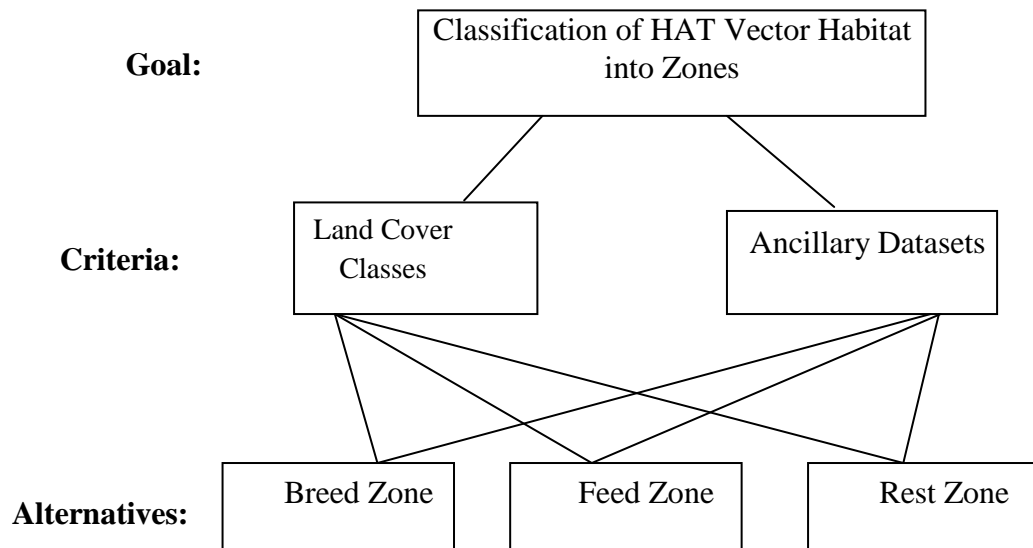 Goal:
Classification of HAT Vector Habitat
into Zones
Criteria:
Land Cover
Classes
Ancillary Datasets
Alternatives:
Breed Zone
Feed Zone
Rest Zone